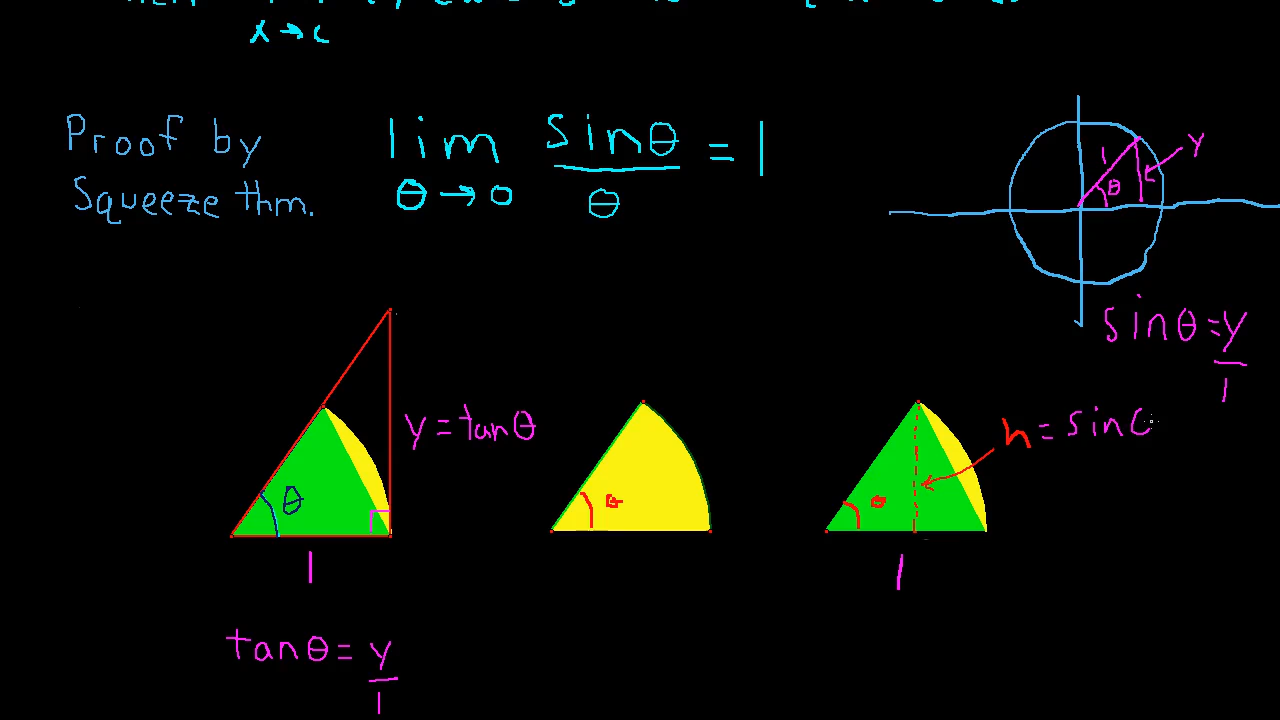 x → c
Proof by
Squeeze thm.
lim sinθ = 1
θ → 0 θ
1
θ
y
sinθ = y
1
y = tanθ
h = sin
θ
θ
θ
1
1
tanθ = y
1